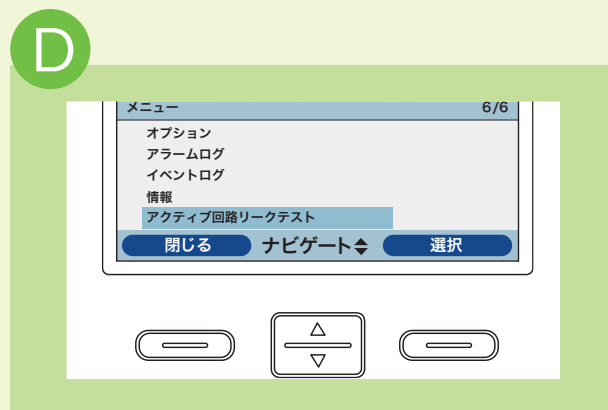 D
メニュー 6/6
オプション
アラームログ
イベントログ
情報
アクティブ回路リークテスト
閉じる ナビゲート 選択